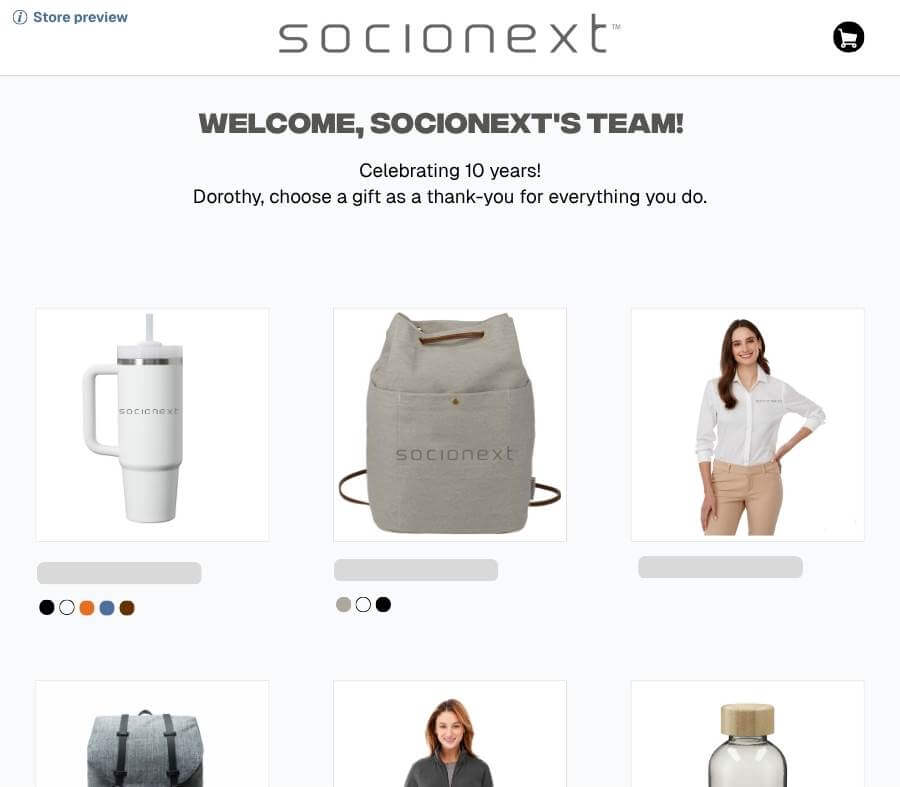 Store preview
socionext™
WELCOME, SOCIONEXT'S TEAM!
Celebrating 10 years!
Dorothy, choose a gift as a thank-you for everything you do.
socionext
socionext
socionext